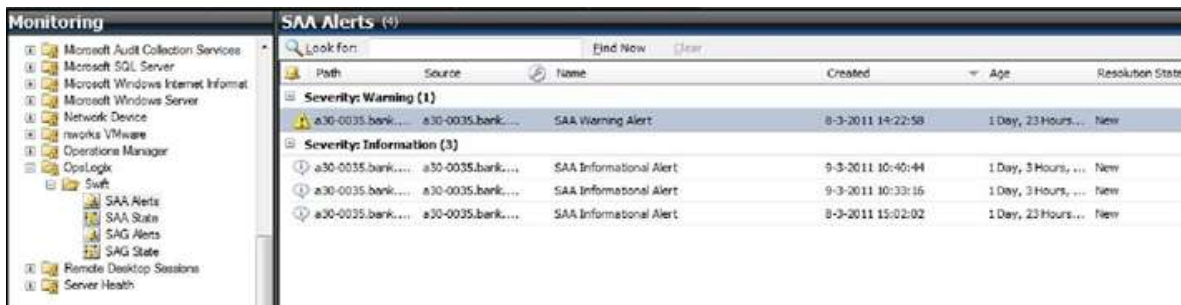 Monitoring
Microsoft Audit Collection Services
Microsoft SQL Server
Microsoft Windows Internet Informat
Microsoft Windows Server
Network Device
nworks VMware
Operations Manager
OpsLogix
Swift
SAA Alerts
SAA State
SAG Alerts
SAG State
Remote Desktop Sessions
Server Health
SAA Alerts (4)
Look for: Find Now Clear
Path Source Name Created Age Resolution State
Severity: Warning (1)
a30-0035.bank.... a30-0035.bank.... SAA Warning Alert 8-3-2011 14:22:58 1 Day, 23 Hours... New
Severity: Information (3)
a30-0035.bank.... a30-0035.bank.... SAA Informational Alert 9-3-2011 10:40:44 1 Day, 3 Hours, ... New
a30-0035.bank.... a30-0035.bank.... SAA Informational Alert 9-3-2011 10:33:16 1 Day, 3 Hours, ... New
a30-0035.bank.... a30-0035.bank.... SAA Informational Alert 8-3-2011 15:02:02 1 Day, 23 Hours... New